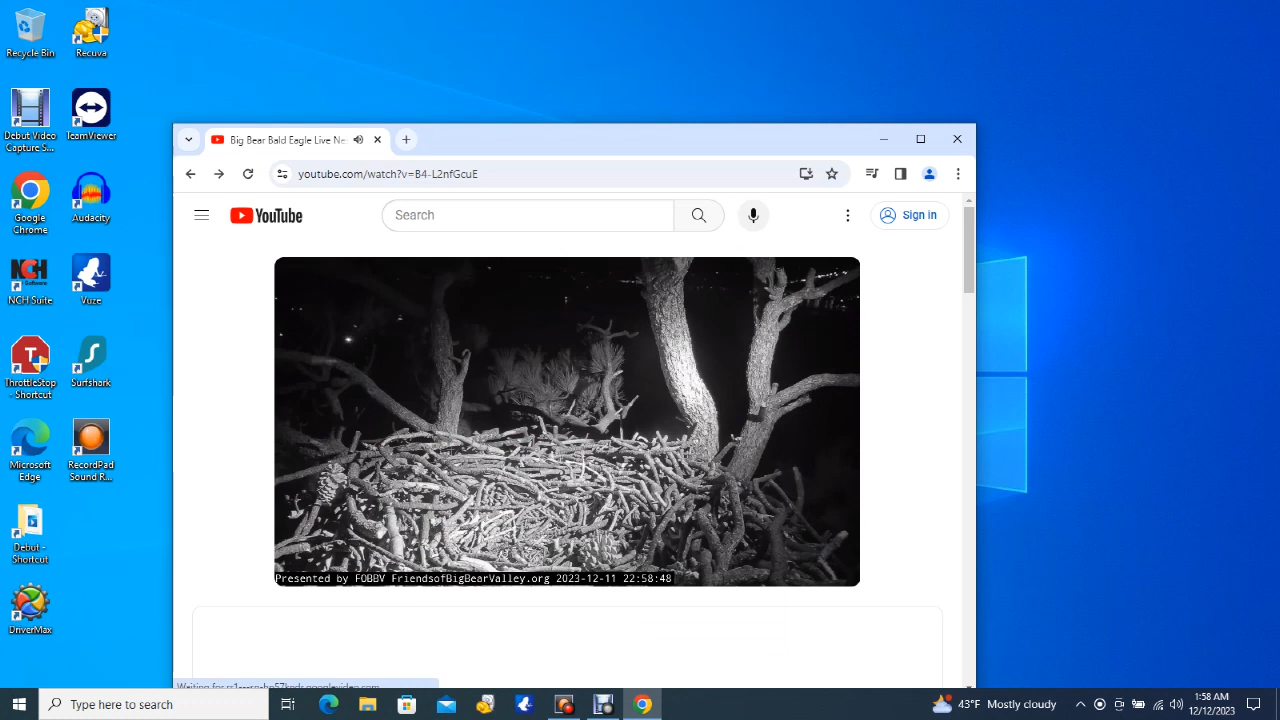 Recycle Bin
Recuva
Debut Video
Capture S...
TeamViewer
Google
Chrome
Audacity
NCH
Software
NCH Suite
Vuze
T
ThrottleStop
- Shortcut
Surfshark
Microsoft
Edge
RecordPad
Sound R...
Debut -
Shortcut
DriverMax
Big Bear Bald Eagle Live Ne
youtube.com/watch?v=B4-L2nfGcuE
YouTube
Search
Sign in
Presented by FOBBV FriendsofBigBearValley.org 2023-12-11 22:58:48
Type here to search
43°F Mostly cloudy
1:58 AM
12/12/2023